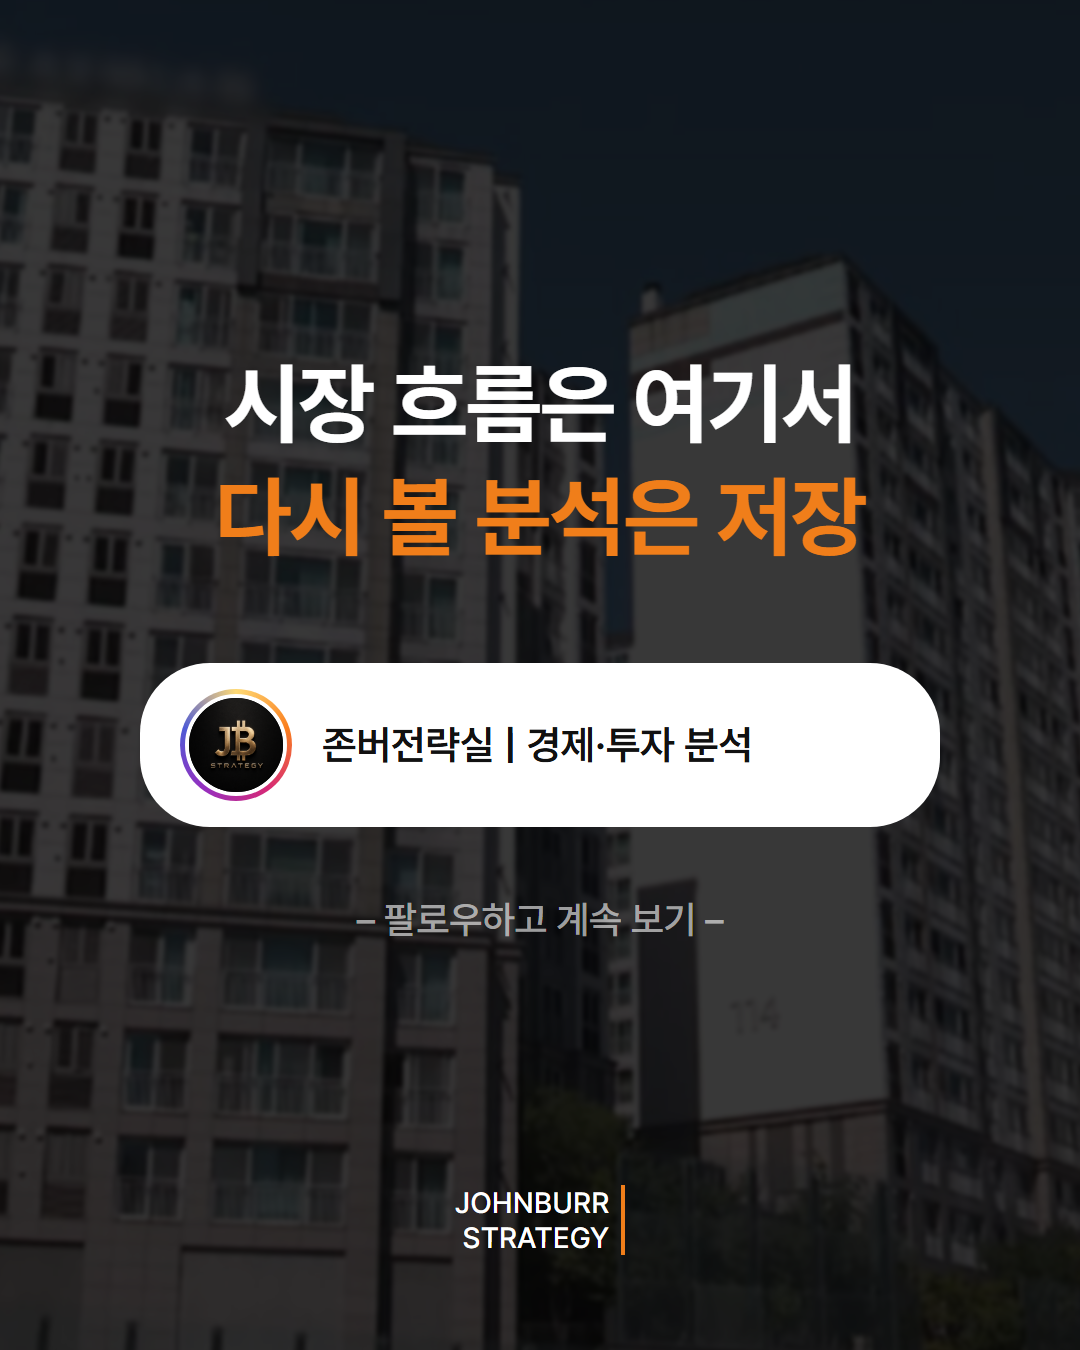 시장 흐름은 여기서
다시 볼 분석은 저장
JB
STRATEGY
존버전략실 | 경제·투자 분석
– 팔로우하고 계속 보기 –
114
JOHNBURR
STRATEGY